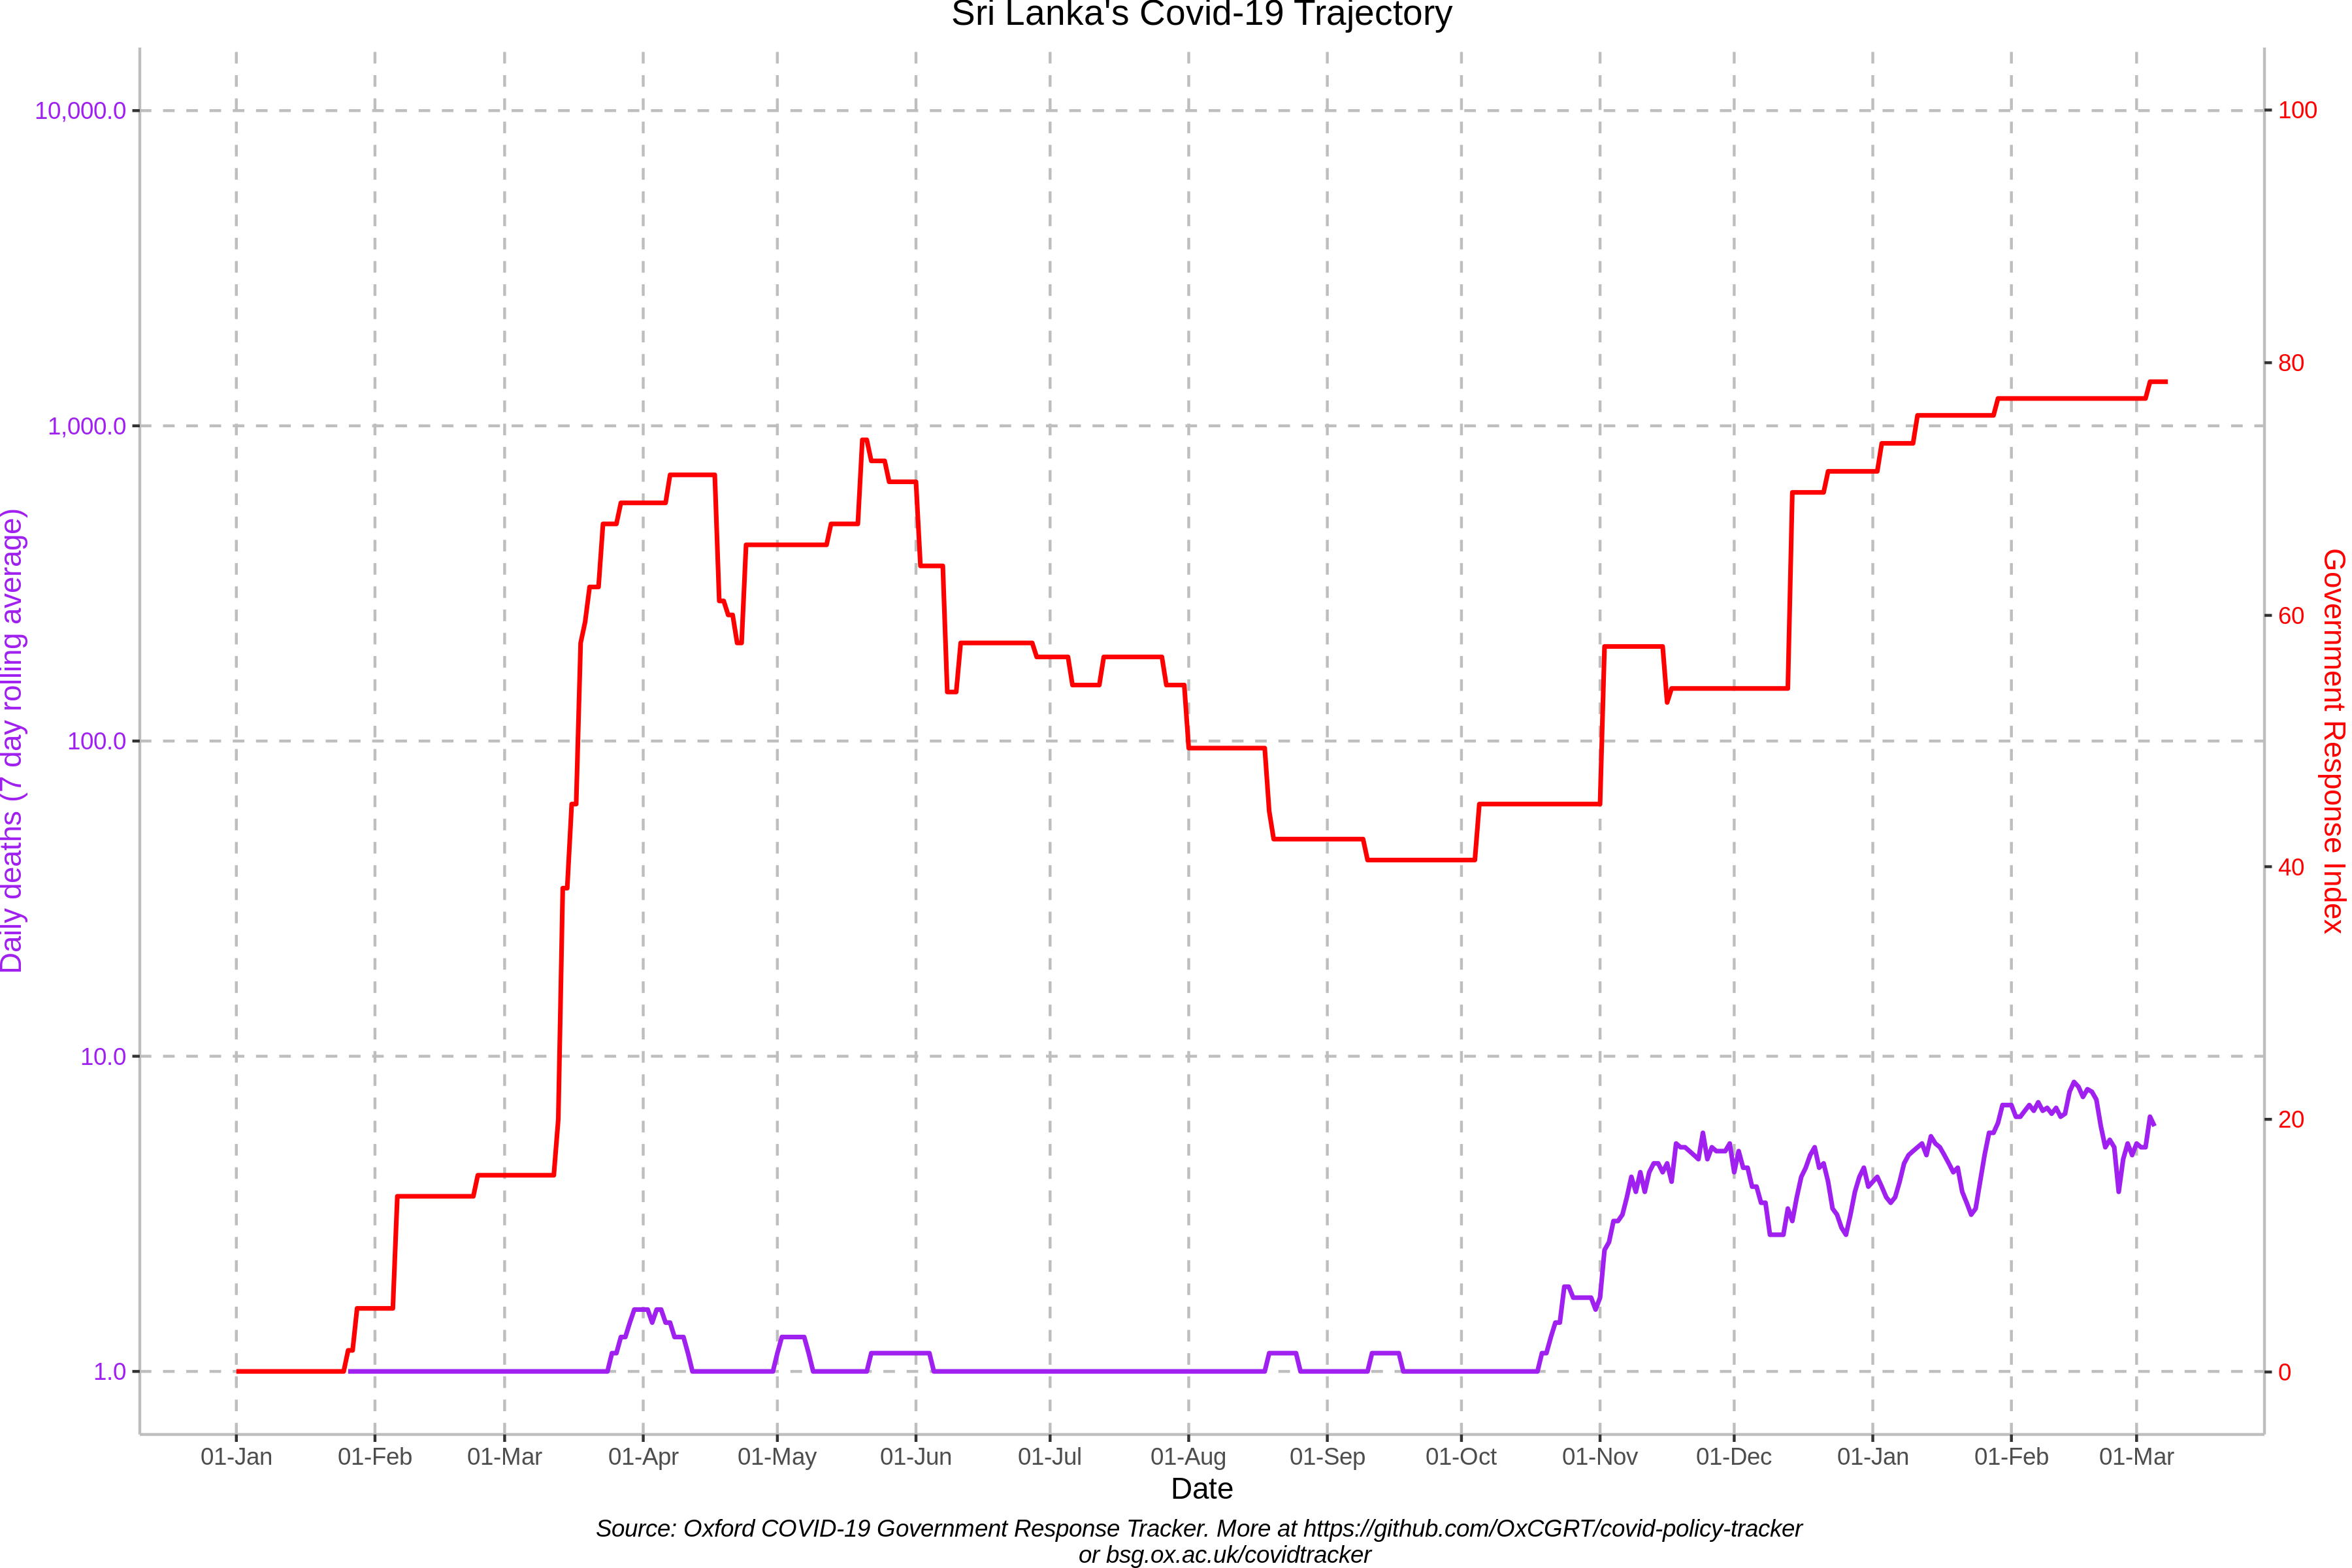 Sri Lanka's Covid-19 Trajectory
10,000.0
1,000.0
100.0
10.0
1.0
Daily deaths (7 day rolling average)
100
80
60
40
20
0
Government Response Index
01-Jan 01-Feb 01-Mar 01-Apr 01-May 01-Jun 01-Jul 01-Aug 01-Sep 01-Oct 01-Nov 01-Dec 01-Jan 01-Feb 01-Mar
Date
Source: Oxford COVID-19 Government Response Tracker. More at https://github.com/OxCGRT/covid-policy-tracker
or bsg.ox.ac.uk/covidtracker